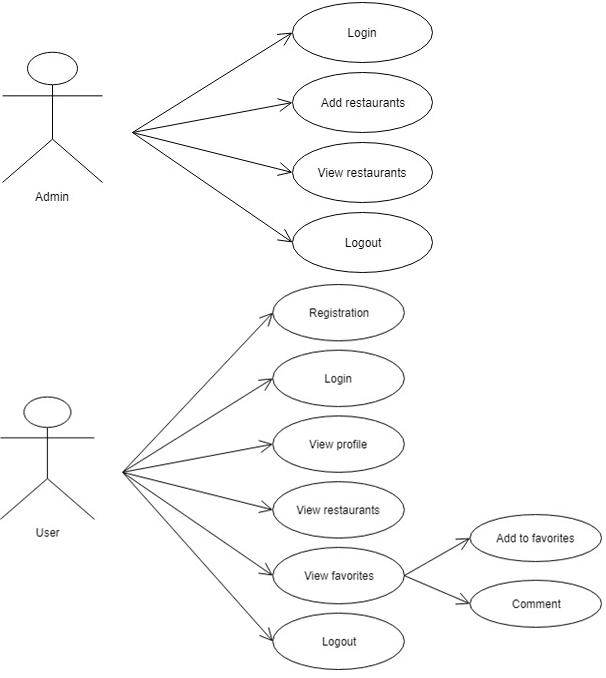 Login
Add restaurants
View restaurants
Logout
Admin
Registration
Login
View profile
View restaurants
View favorites
Logout
Add to favorites
Comment
User